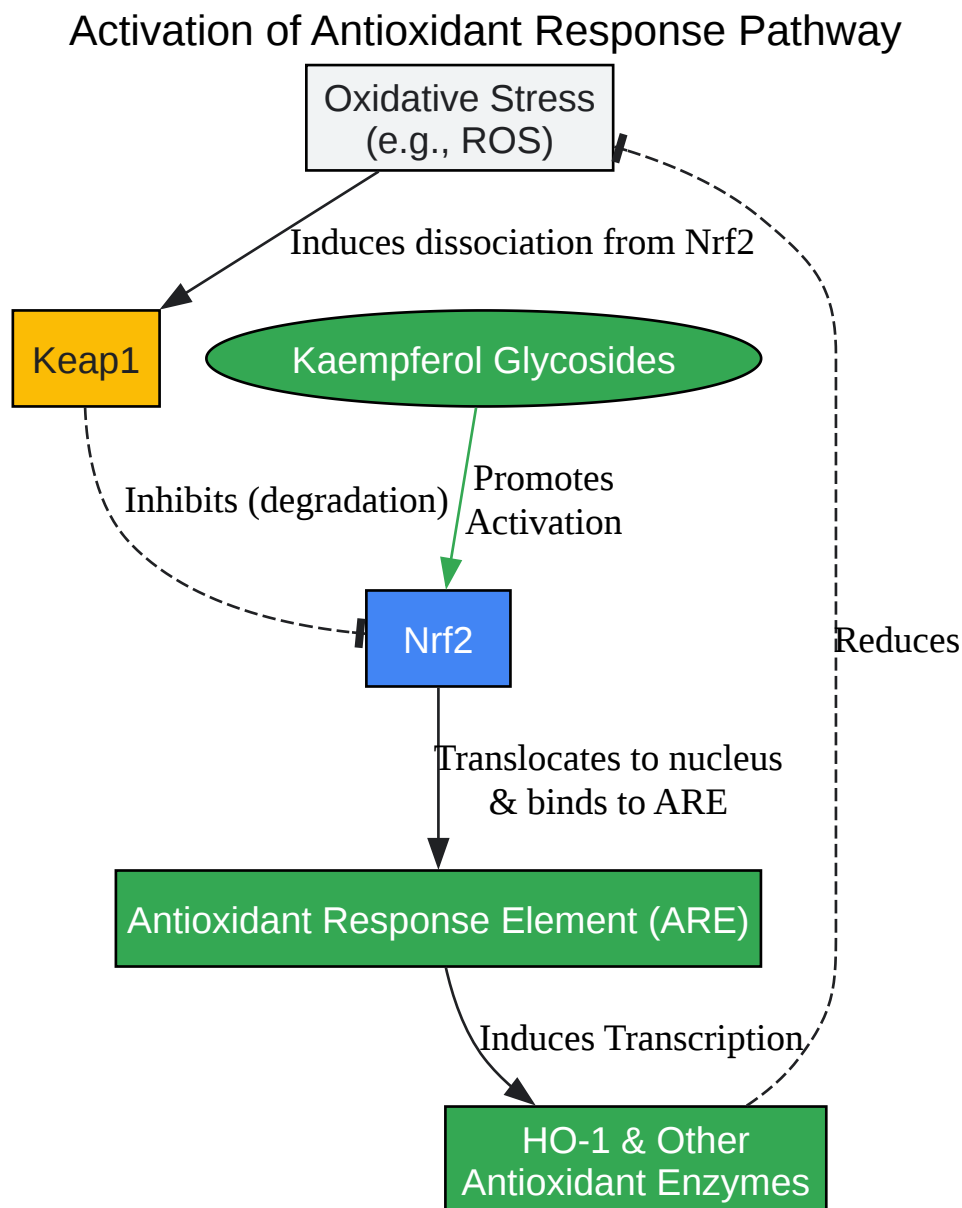 Activation of Antioxidant Response Pathway
Oxidative Stress
(e.g., ROS)
Induces dissociation from Nrf2
Keap1
Kaempferol Glycosides
Inhibits (degradation)
Promotes
Activation
Nrf2
Reduces
Translocates to nucleus
& binds to ARE
Antioxidant Response Element (ARE)
Induces Transcription
HO-1 & Other
Antioxidant Enzymes